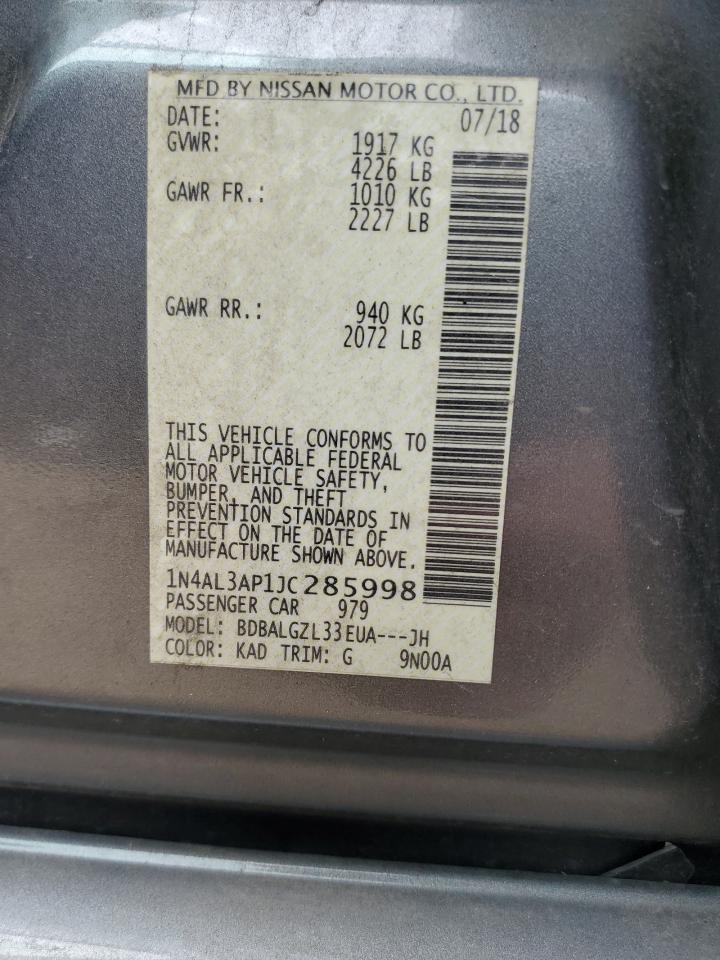 MFD BY NISSAN MOTOR CO., LTD.
DATE: 07/18
GVWR: 1917 KG
4226 LB
GAWR FR.: 1010 KG
2227 LB
GAWR RR.: 940 KG
2072 LB
THIS VEHICLE CONFORMS TO
ALL APPLICABLE FEDERAL
MOTOR VEHICLE SAFETY,
BUMPER, AND THEFT
PREVENTION STANDARDS IN
EFFECT ON THE DATE OF
MANUFACTURE SHOWN ABOVE.
1N4AL3AP1JC285998
PASSENGER CAR 979
MODEL: BDBALGZL33EUA---JH
COLOR: KAD TRIM: G 9N00A